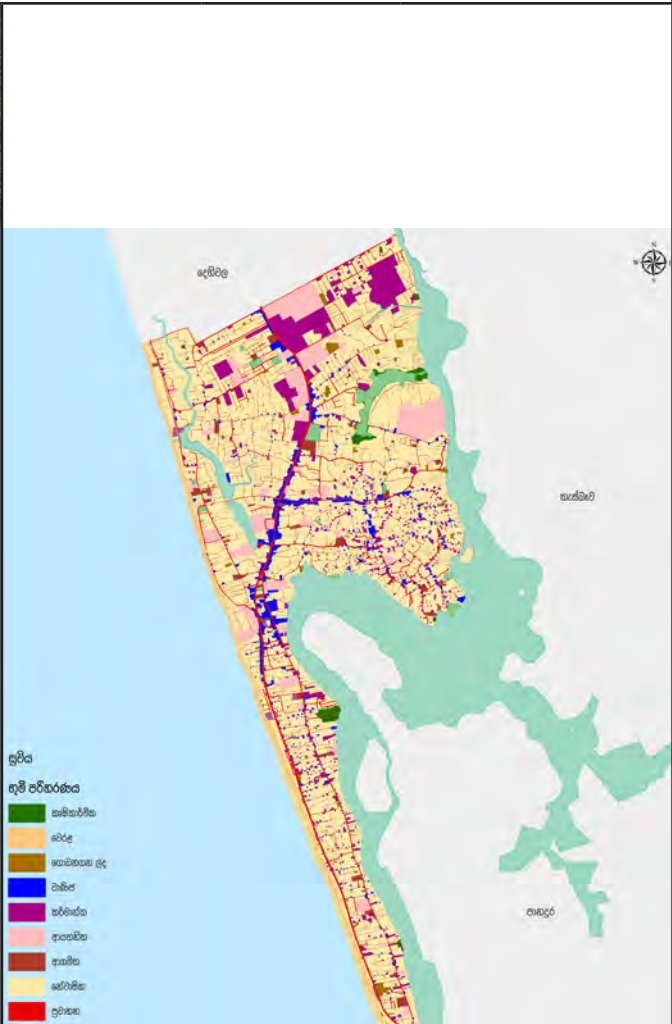 දෙහිවල
N
W
S
කැස්බෑව
පානදුර
සුචිය
භූමි පරිහරණය
කෘෂිකාර්මික
වෙරළ
ගොඩනගන ලද
වාණිජ
කර්මාන්ත
ආයතනික
ආගමික
නේවාසික
ප්‍රවාහන